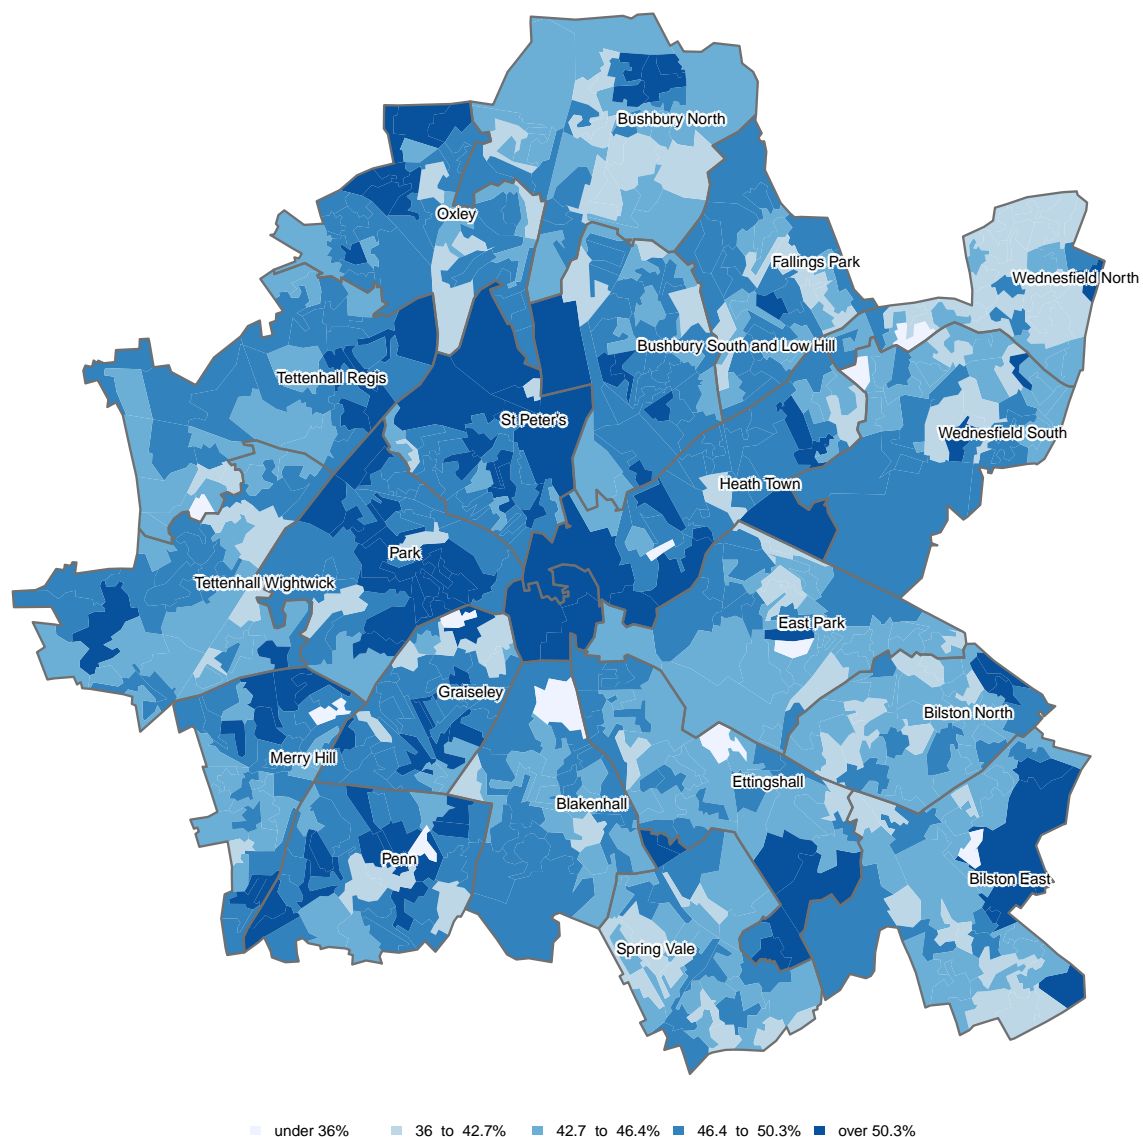 Bushbury North
Oxley
Fallings Park
Wednesfield North
Bushbury South and Low Hill
Tettenhall Regis
St Peter's
Wednesfield South
Heath Town
Park
Tettenhall Wightwick
East Park
Graiseley
Bilston North
Merry Hill
Ettingshall
Blakenhall
Penn
Bilston East
Spring Vale
under 36% 36 to 42.7% 42.7 to 46.4% 46.4 to 50.3% over 50.3%